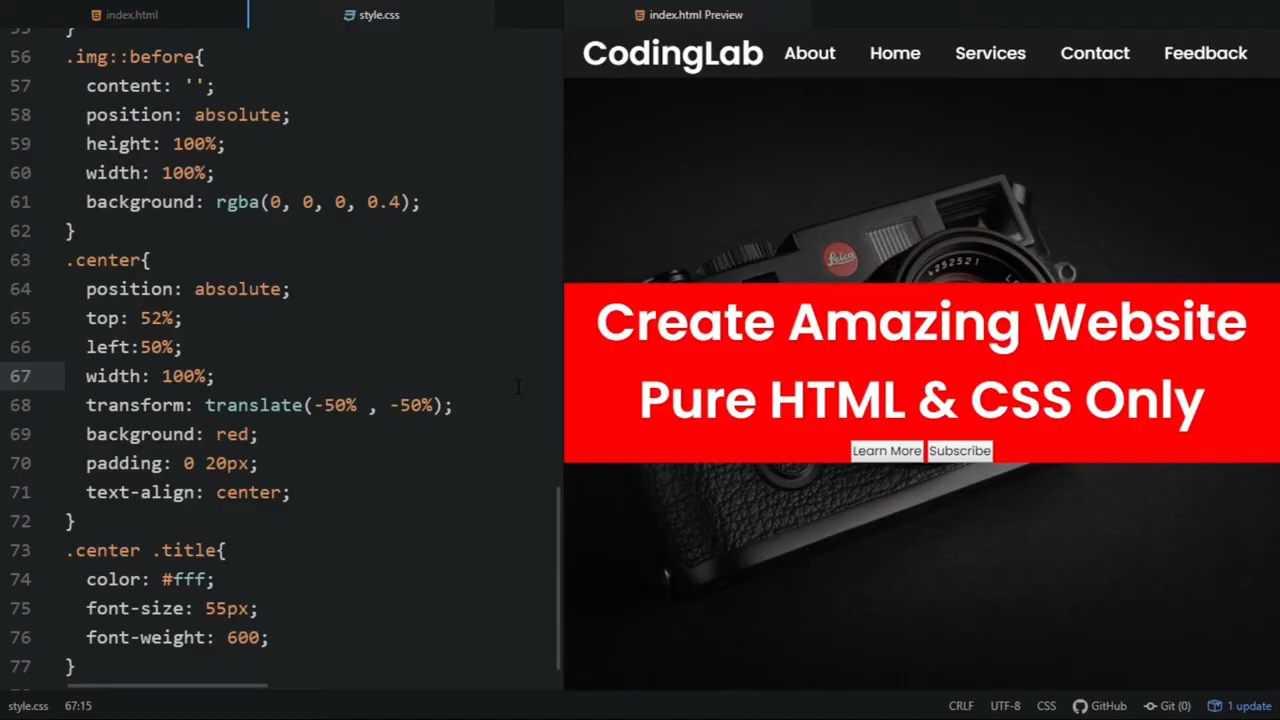 index.html
style.css
index.html Preview
55 }
56 .img::before{
57 content: '';
58 position: absolute;
59 height: 100%;
60 width: 100%;
61 background: rgba(0, 0, 0, 0.4);
62 }
63 .center{
64 position: absolute;
65 top: 52%;
66 left:50%;
67 width: 100%;
68 transform: translate(-50% , -50%);
69 background: red;
70 padding: 0 20px;
71 text-align: center;
72 }
73 .center .title{
74 color: #fff;
75 font-size: 55px;
76 font-weight: 600;
77 }
CodingLab About Home Services Contact Feedback
Leica
4252521
Create Amazing Website
Pure HTML & CSS Only
Learn More Subscribe
style.css 67:15 CRLF UTF-8 CSS GitHub Git (0) 1 update